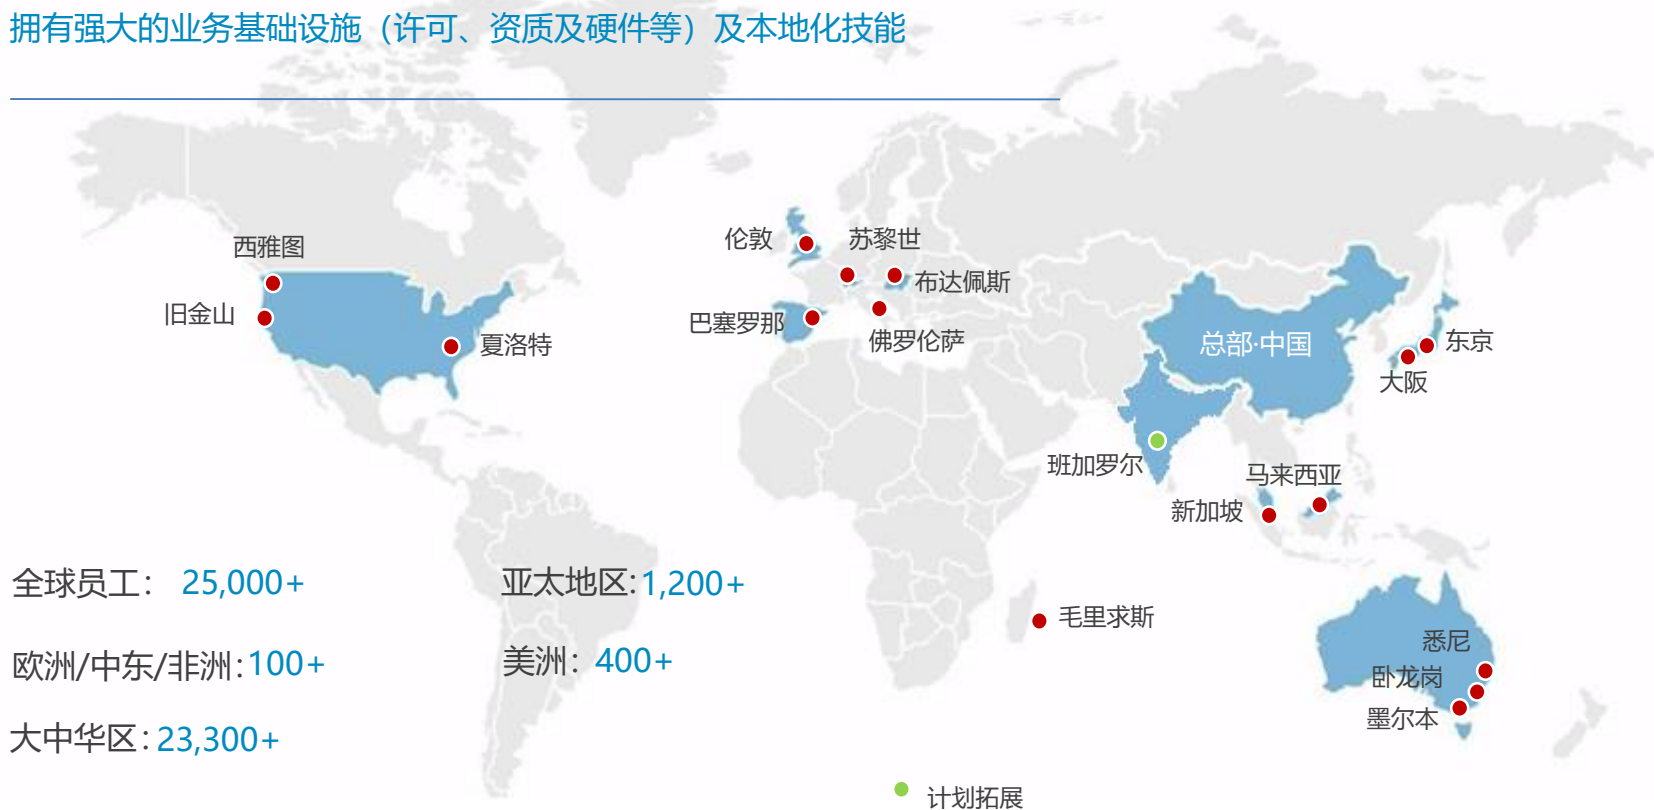 拥有强大的业务基础设施（许可、资质及硬件等）及本地化技能
西雅图
旧金山
夏洛特
伦敦
苏黎世
布达佩斯
巴塞罗那
佛罗伦萨
总部·中国
东京
大阪
班加罗尔
马来西亚
新加坡
毛里求斯
悉尼
卧龙岗
墨尔本
全球员工： 25,000+
亚太地区:1,200+
欧洲/中东/非洲:100+
美洲：400+
大中华区:23,300+
计划拓展